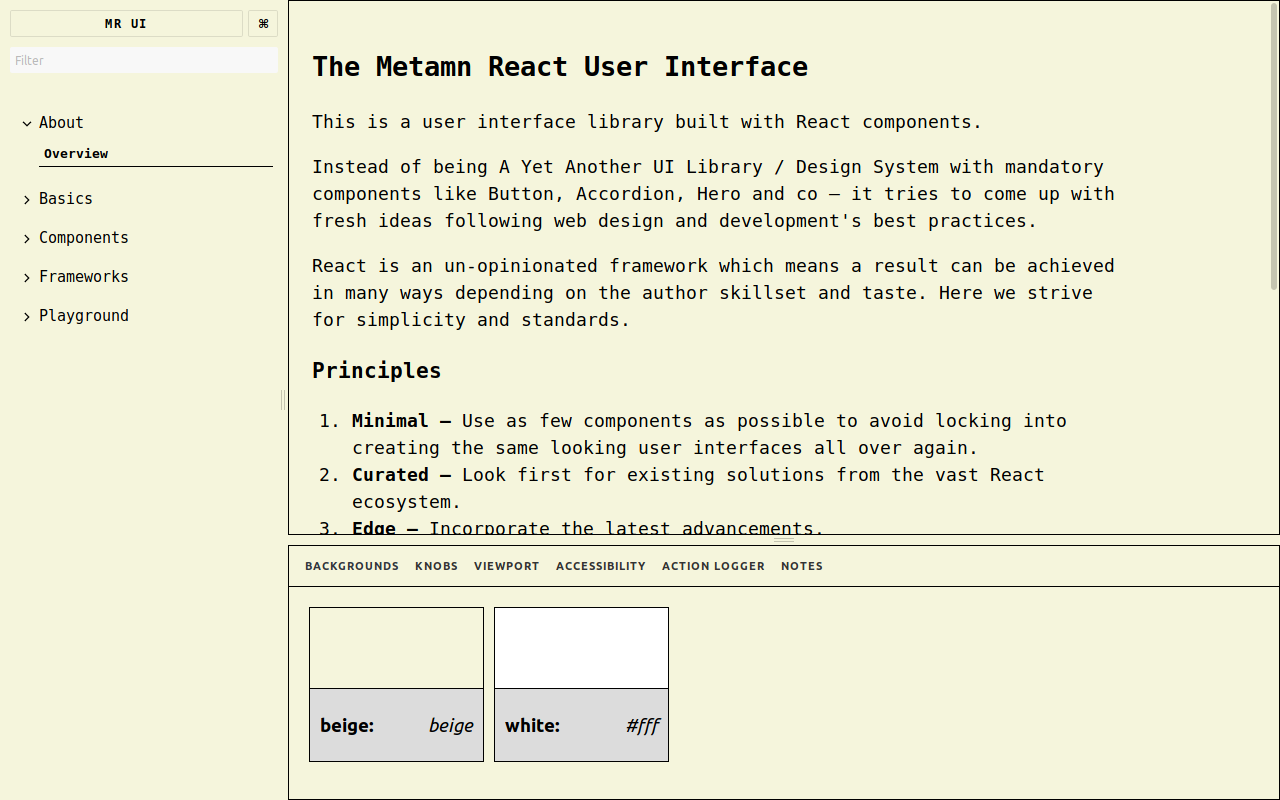 MR UI ⌘
Filter
About
Overview
Basics
Components
Frameworks
Playground
The Metamn React User Interface
This is a user interface library built with React components.
Instead of being A Yet Another UI Library / Design System with mandatory
components like Button, Accordion, Hero and co — it tries to come up with
fresh ideas following web design and development's best practices.
React is an un-opinionated framework which means a result can be achieved
in many ways depending on the author skillset and taste. Here we strive
for simplicity and standards.
Principles
1. Minimal — Use as few components as possible to avoid locking into
creating the same looking user interfaces all over again.
2. Curated — Look first for existing solutions from the vast React
ecosystem.
3. Edge — Incorporate the latest advancements.
BACKGROUNDS KNOBS VIEWPORT ACCESSIBILITY ACTION LOGGER NOTES
beige: beige
white: #fff